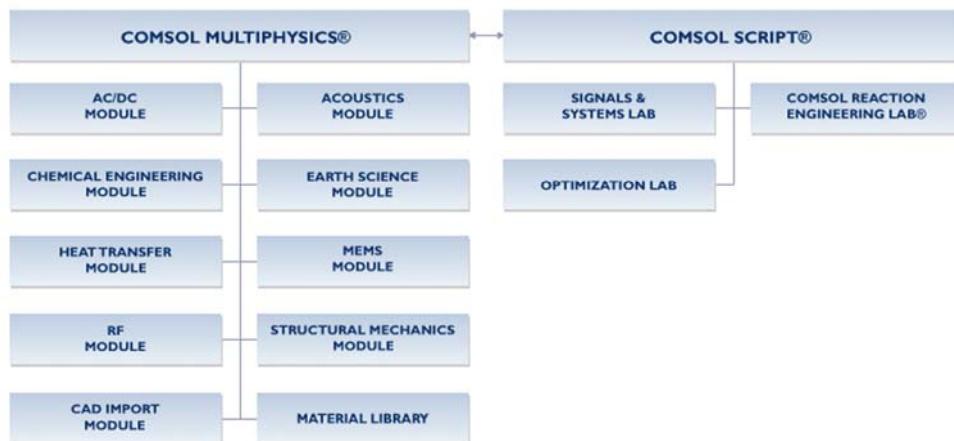 COMSOL MULTIPHYSICS®
COMSOL SCRIPT®
AC/DC
MODULE
ACOUSTICS
MODULE
SIGNALS &
SYSTEMS LAB
COMSOL REACTION
ENGINEERING LAB®
CHEMICAL ENGINEERING
MODULE
EARTH SCIENCE
MODULE
OPTIMIZATION LAB
HEAT TRANSFER
MODULE
MEMS
MODULE
RF
MODULE
STRUCTURAL MECHANICS
MODULE
CAD IMPORT
MODULE
MATERIAL LIBRARY